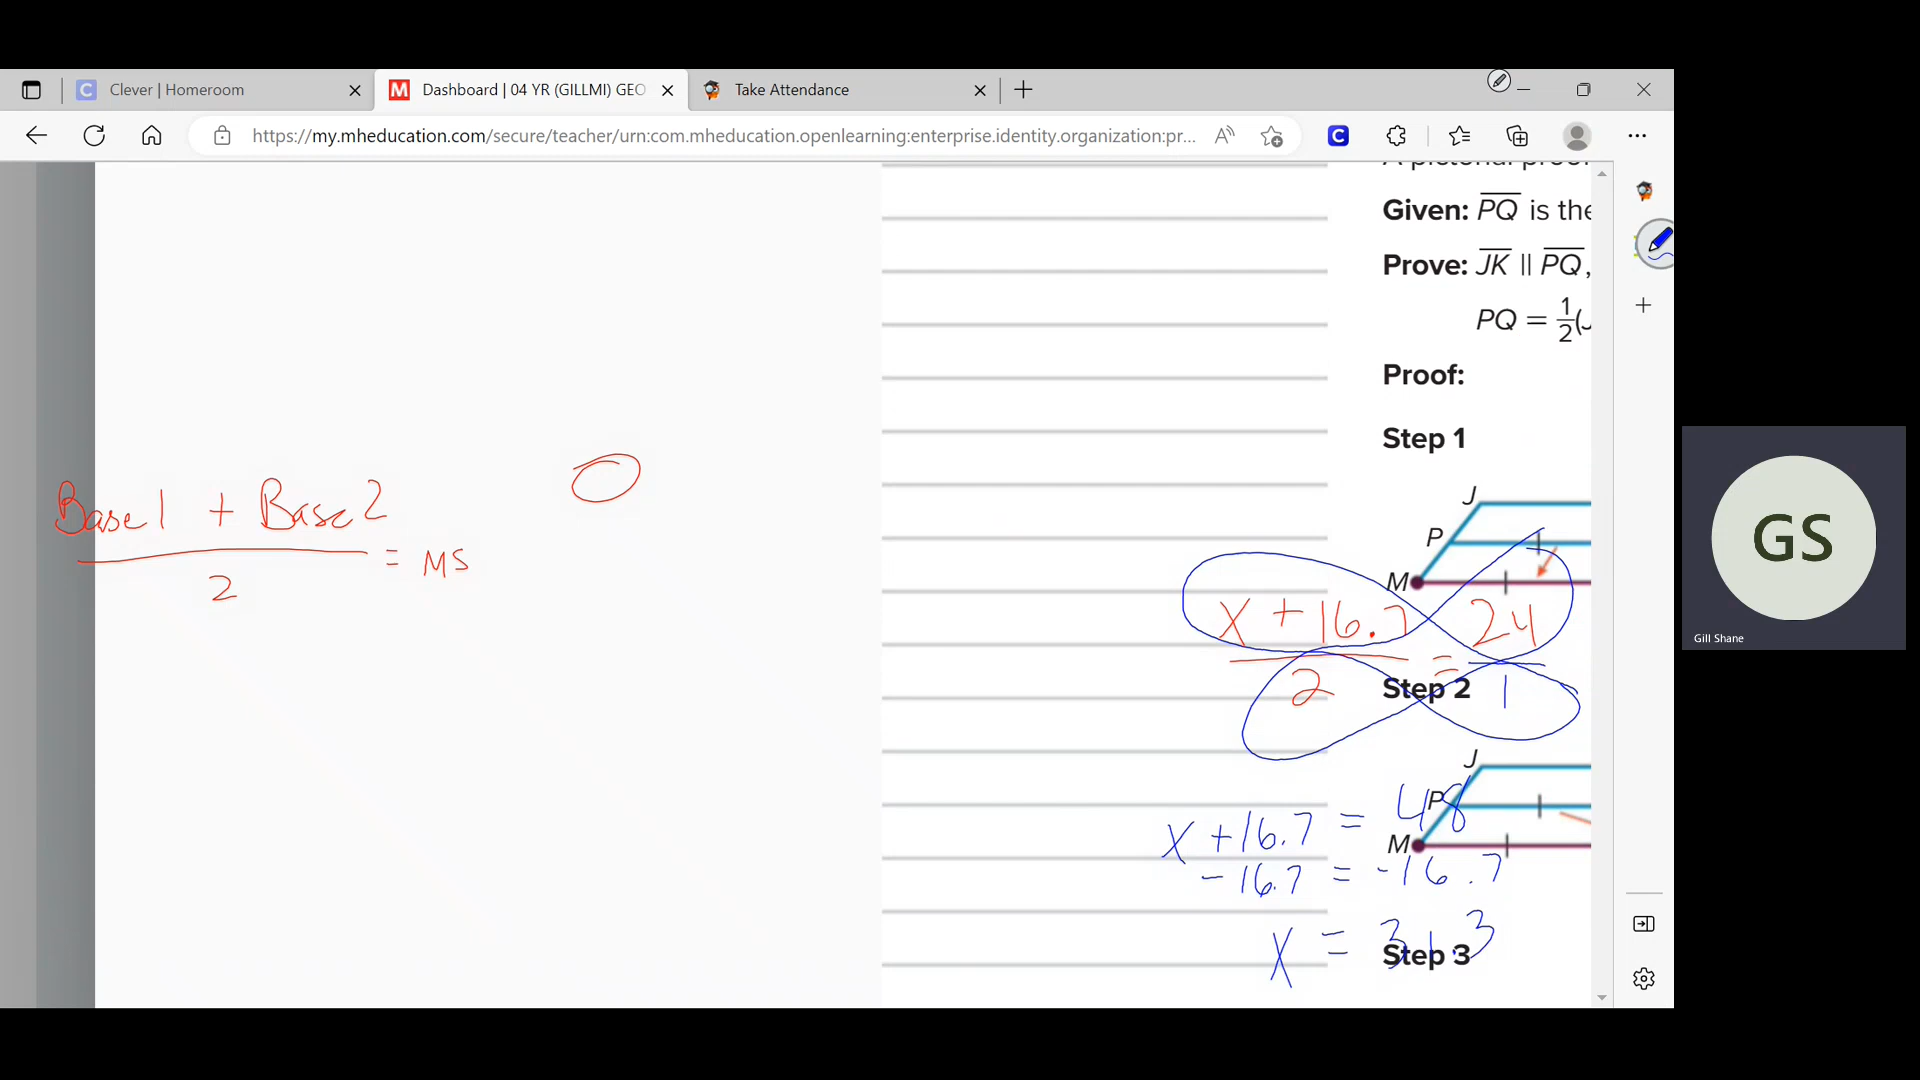 Clever | Homeroom
Dashboard | 04 YR (GILLMI) GEO
Take Attendance
https://my.mheducation.com/secure/teacher/urn:com.mheducation.openlearning:enterprise.identity.organization:pr...
Given: PQ is the
Prove: JK || PQ,
PQ = 1/2(J
Proof:
Step 1
J
P
M
Base 1 + Base 2
2
= MS
x + 16.7 = 24
2 1
Step 2
J
P
M
x + 16.7 = 48
- 16.7 = -16.7
x = 31.3
Step 3
GS
Gill Shane